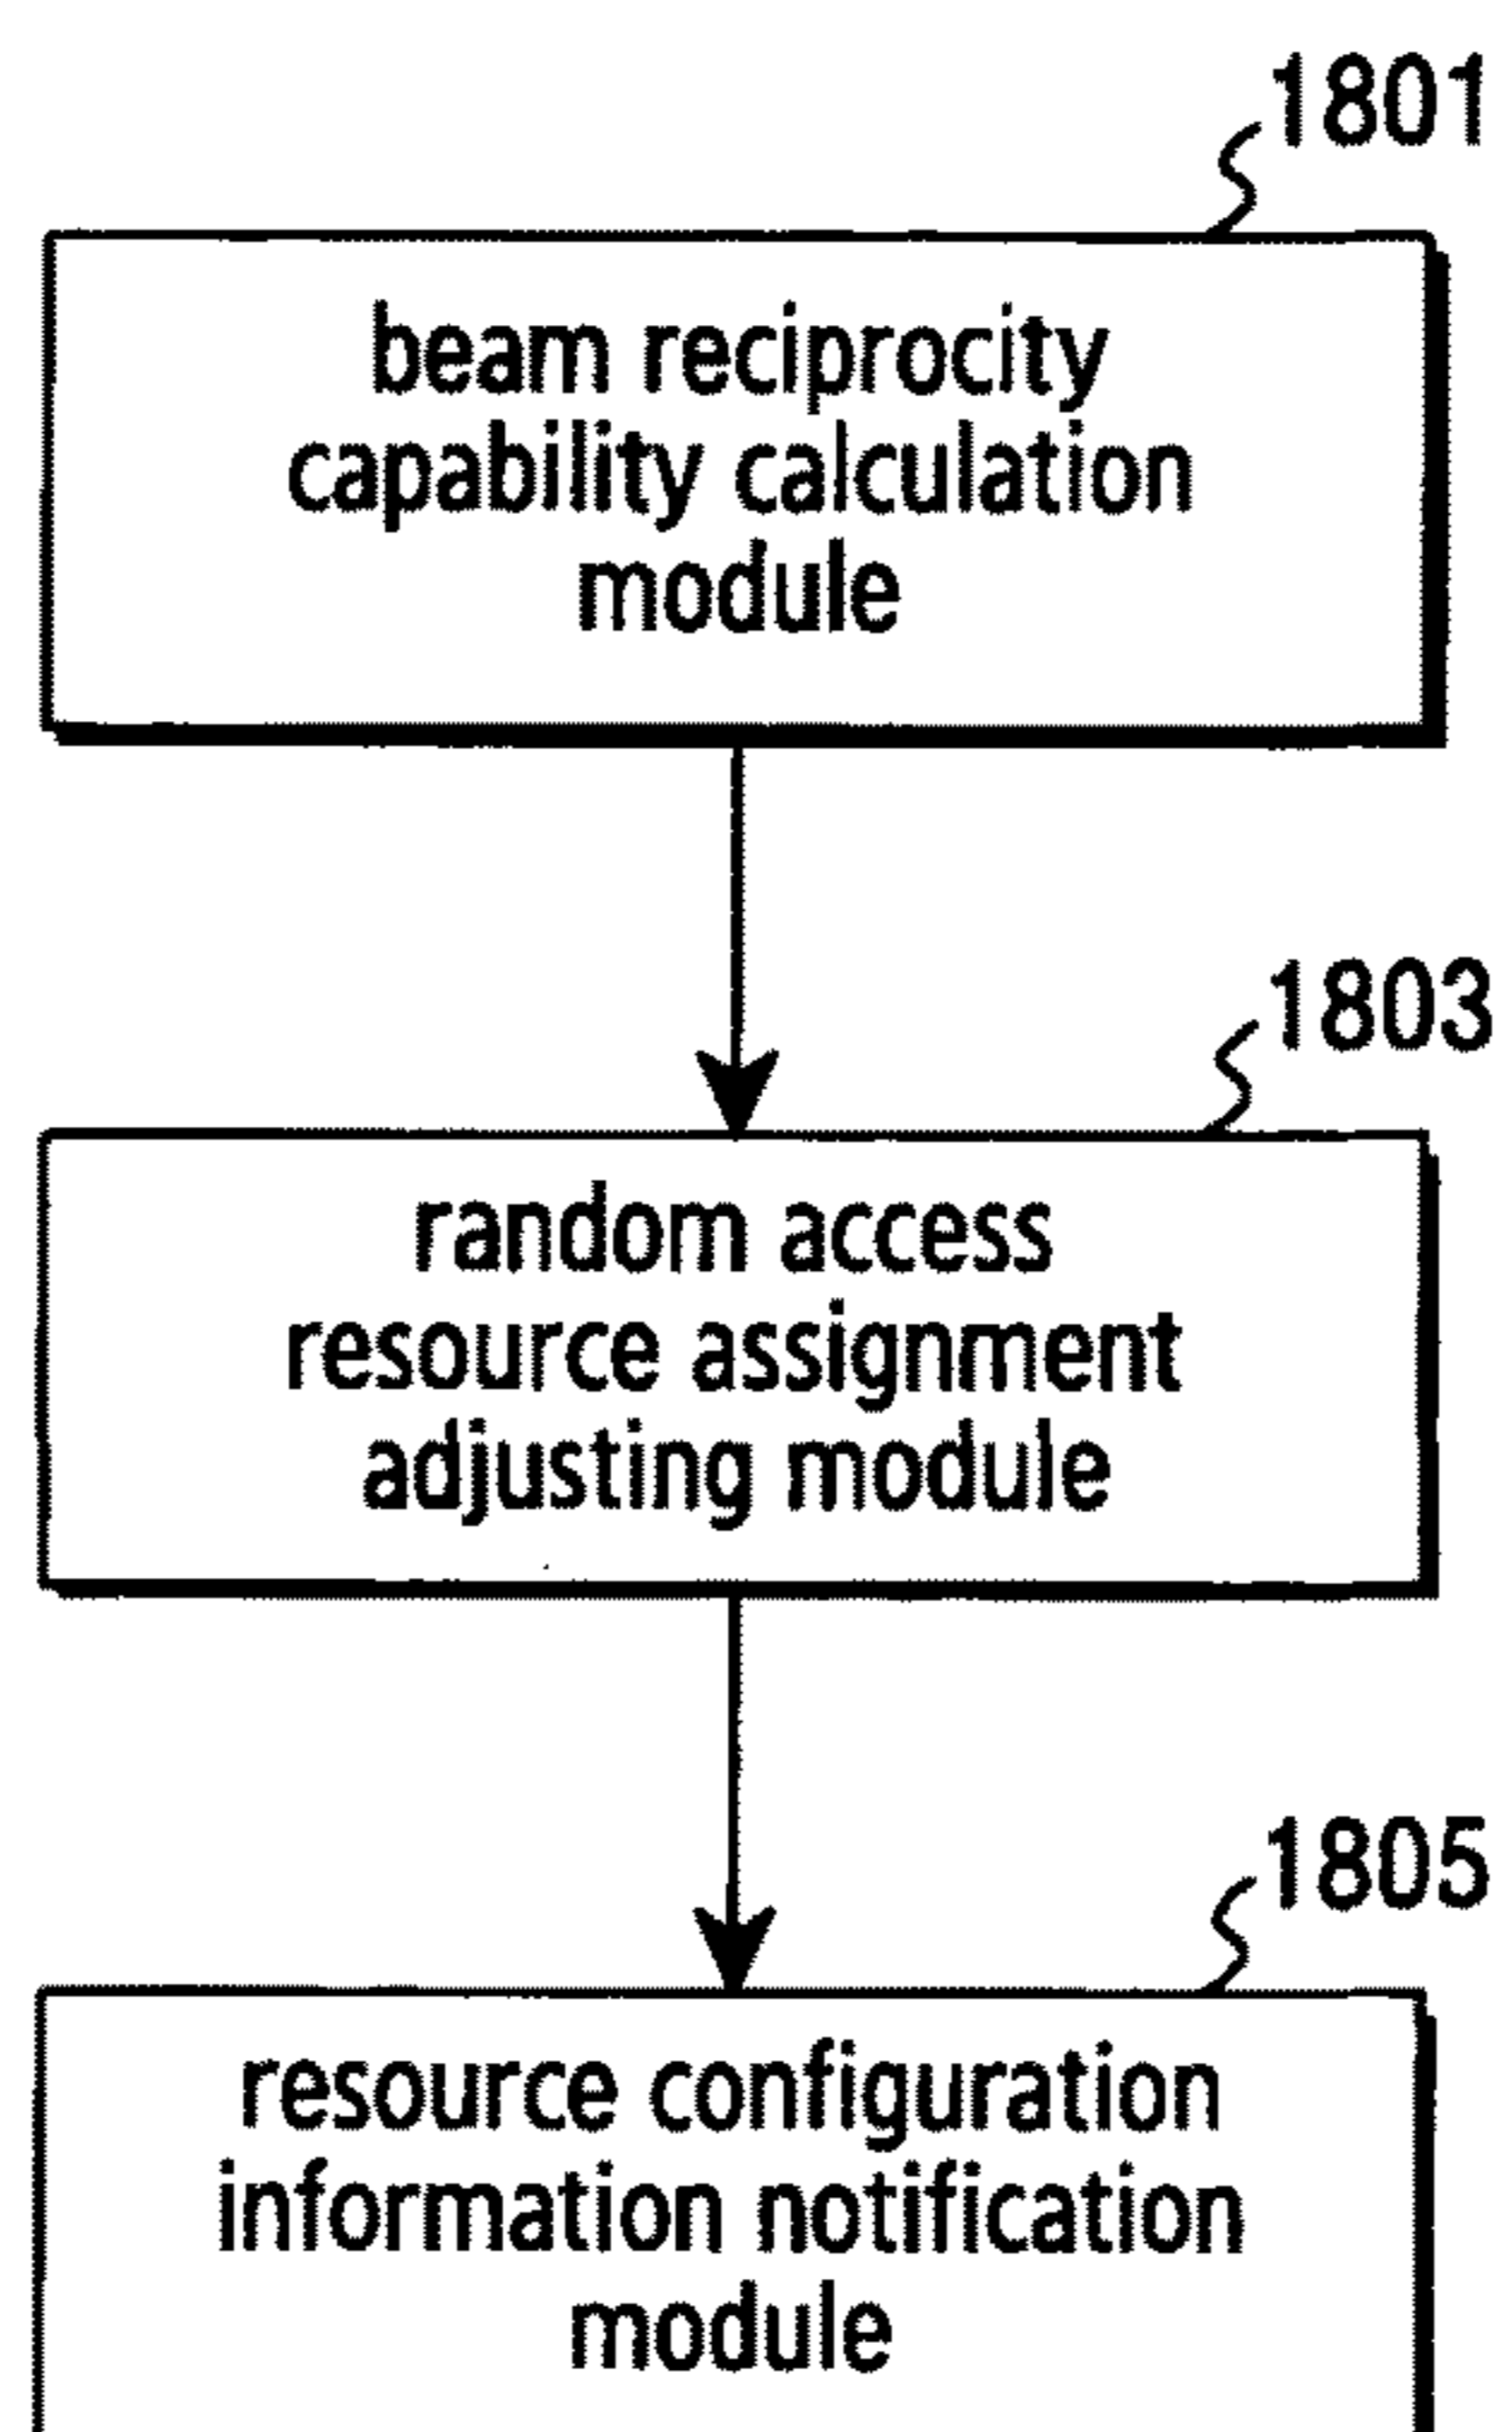 1801
beam reciprocity
capability calculation
module
1803
random access
resource assignment
adjusting module
1805
resource configuration
information notification
module